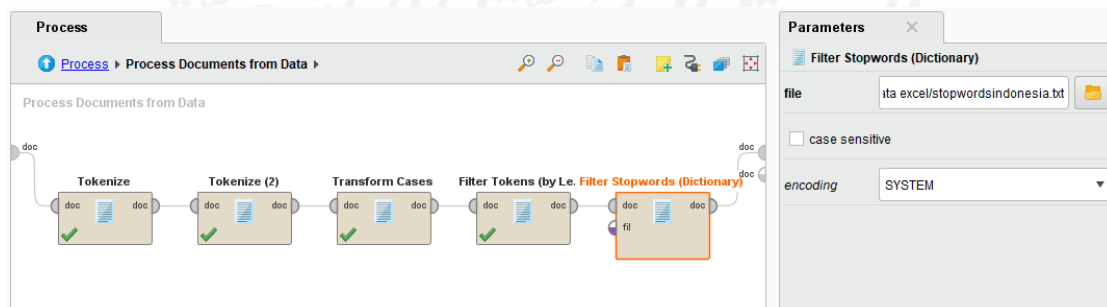 Process
Process ▸ Process Documents from Data ▸
Process Documents from Data
doc
doc
doc
Tokenize
Tokenize (2)
Transform Cases
Filter Tokens (by Le.
Filter Stopwords (Dictionary)
doc doc
doc doc
doc doc
doc doc
doc doc
fil
Parameters
Filter Stopwords (Dictionary)
file
ata excel/stopwordsindonesia.txt
case sensitive
encoding
SYSTEM